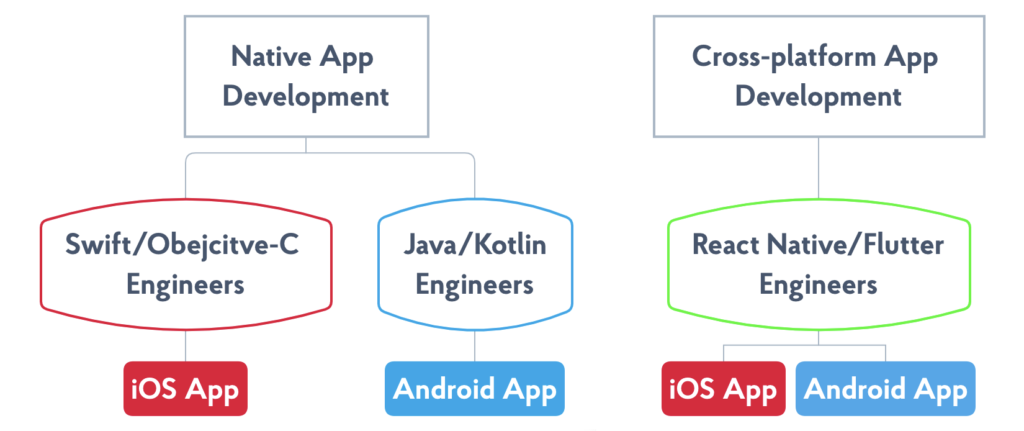 Native App
Development
Cross-platform App
Development
Swift/Obejcitve-C
Engineers
Java/Kotlin
Engineers
React Native/Flutter
Engineers
iOS App
Android App
iOS App
Android App